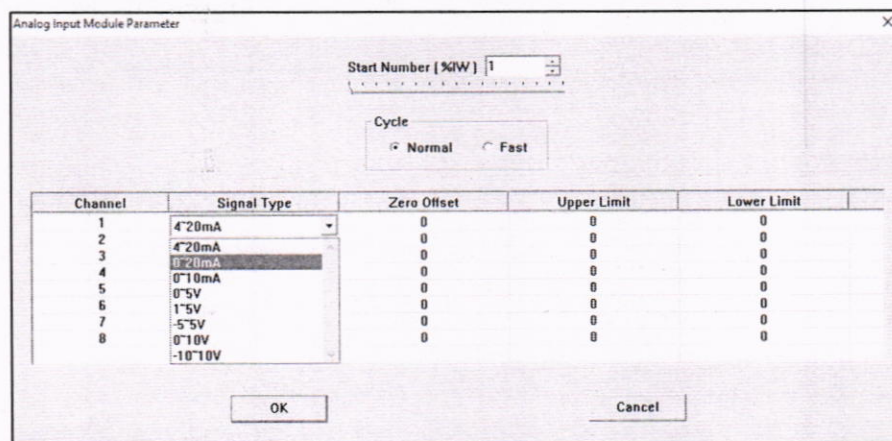 Analog Input Module Parameter
Start Number ( %IW ) 1
Cycle
Normal Fast
Channel Signal Type Zero Offset Upper Limit Lower Limit
1 4~20mA 0 0 0
2 4~20mA 0 0 0
3 0~20mA 0 0 0
4 0~10mA 0 0 0
5 0~5V 0 0 0
6 1~5V 0 0 0
7 -5~5V 0 0 0
8 0~10V 0 0 0
-10~10V
OK Cancel